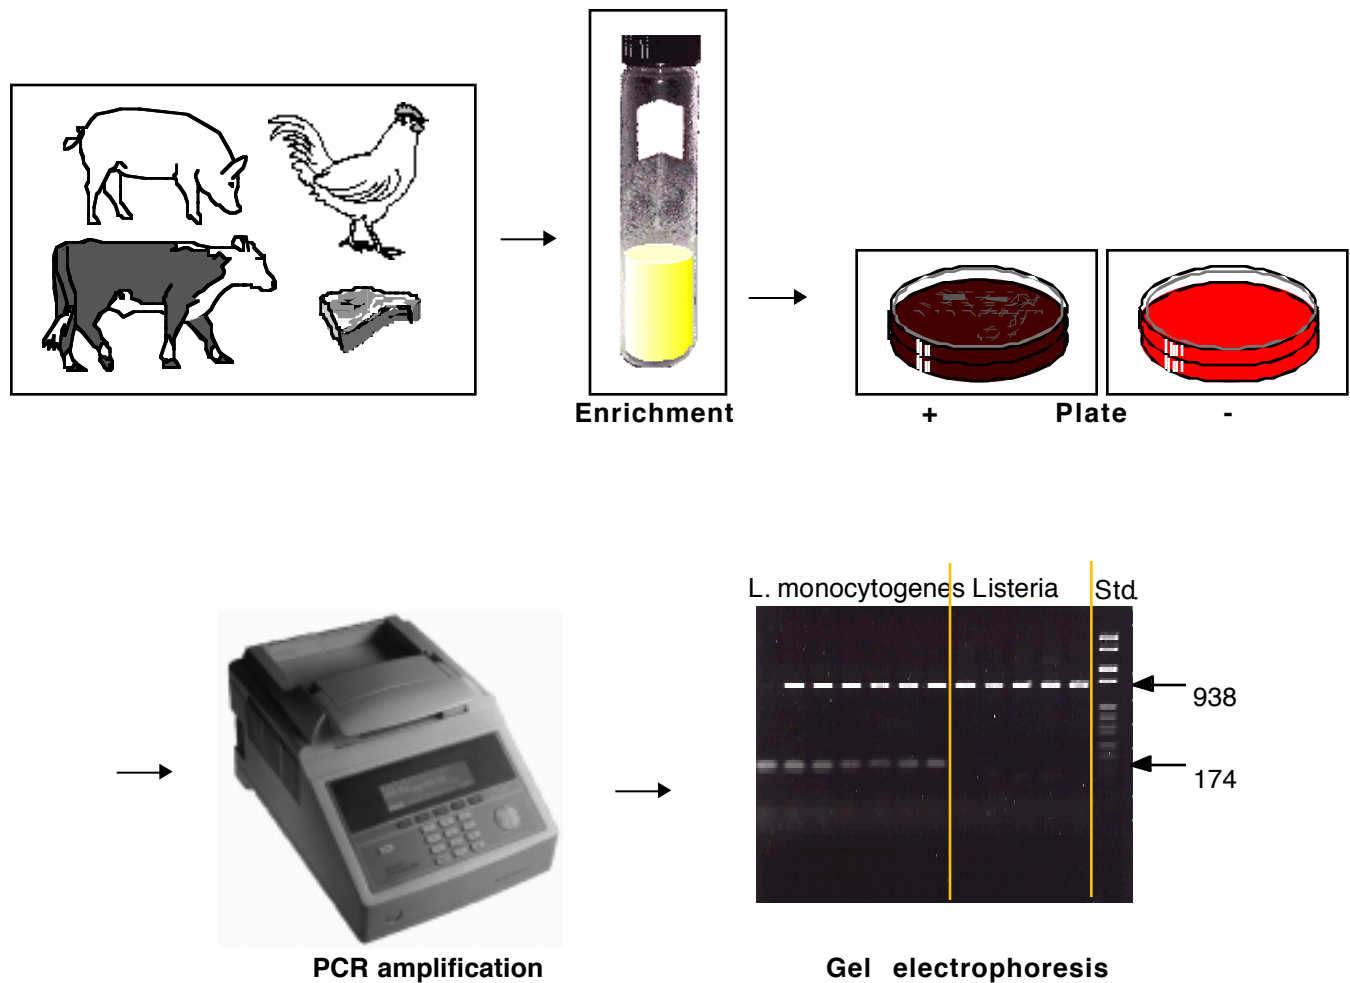 Enrichment
+ Plate -
L. monocytogenes Listeria Std.
938
174
PCR amplification
Gel electrophoresis